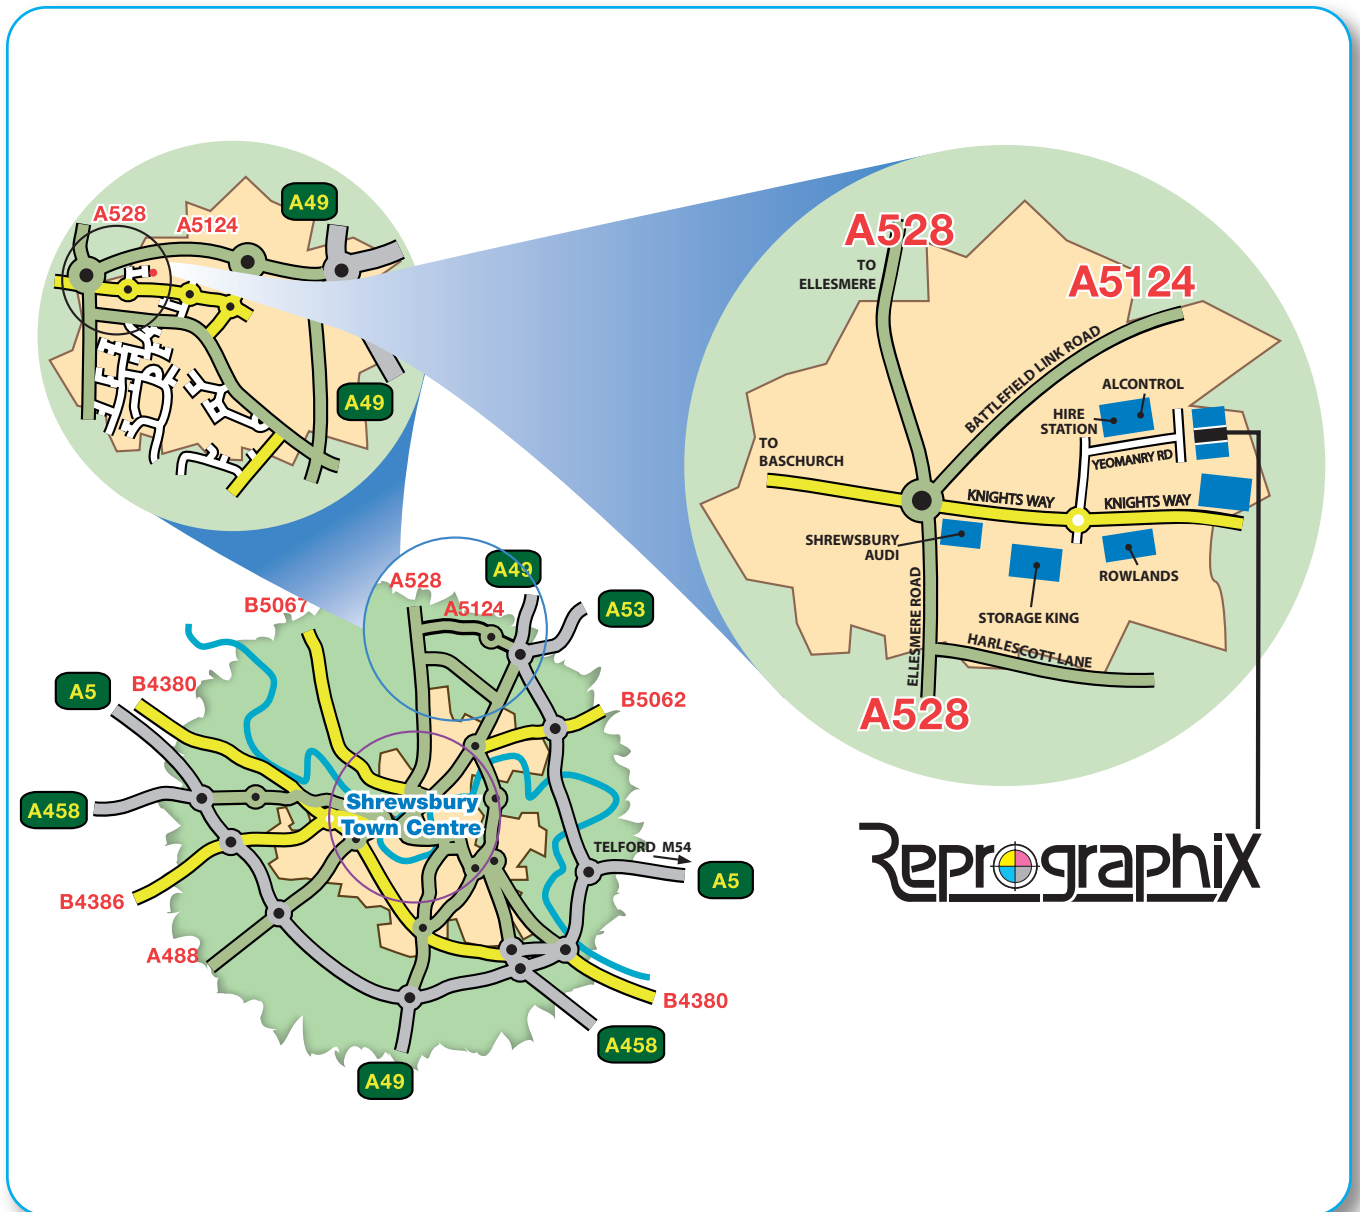 A528
A5124
A49
A49
A528
TO
ELLESMERE
A5124
BATTLEFIELD LINK ROAD
ALCONTROL
HIRE
STATION
YEOMANRY RD
TO
BASCHURCH
KNIGHTS WAY
KNIGHTS WAY
SHREWSBURY
AUDI
ROWLANDS
STORAGE KING
ELLESMERE ROAD
HARLESCOTT LANE
A528
A528
A49
A5124
A53
B5067
A5
B4380
B5062
A458
Shrewsbury
Town Centre
TELFORD M54
A5
B4386
A488
B4380
A458
A49
ReprographiX